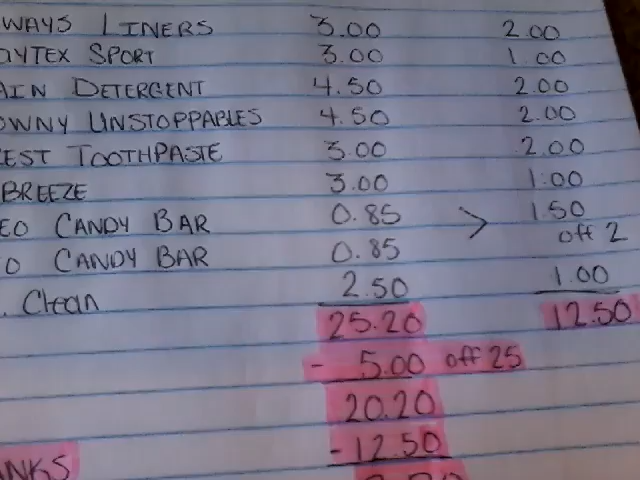 WAYS LINERS 3.00 2.00
YTEX SPORT 3.00 1.00
AIN DETERGENT 4.50 2.00
OWNY UNSTOPPABLES 4.50 2.00
EST TOOTHPASTE 3.00 2.00
BREEZE 3.00 1.00
EO CANDY BAR 0.85 > 1.50
off 2
O CANDY BAR 0.85
. Clean 2.50 1.00
25.20 12.50
- 5.00 off 25
20.20
-12.50
NKS